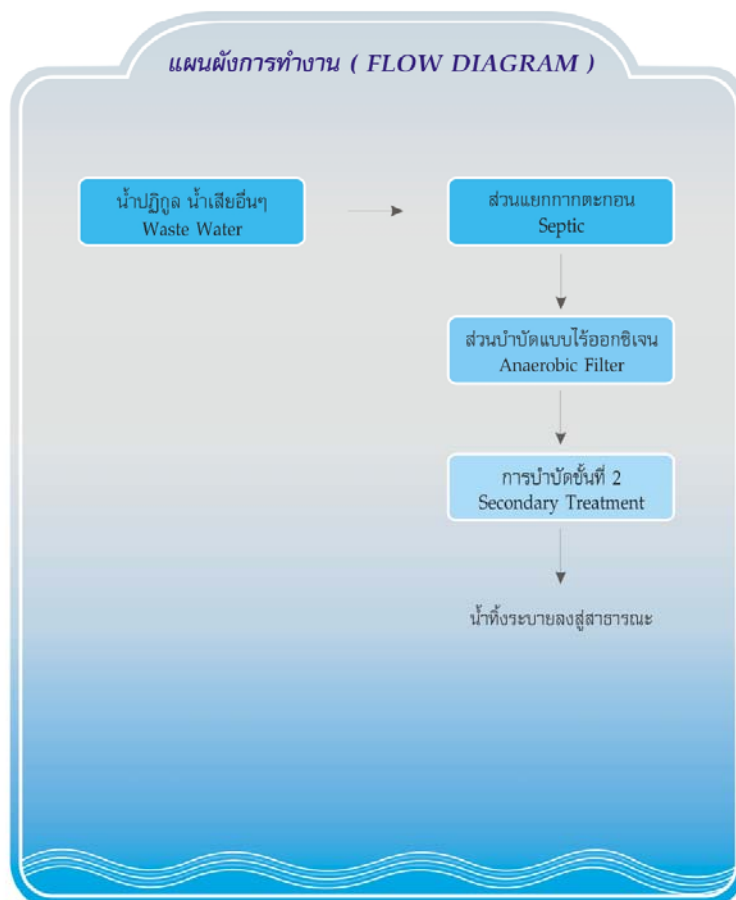 แผนผังการทำงาน ( FLOW DIAGRAM )
น้ำปฏิกูล น้ำเสียอื่นๆ
Waste Water
ส่วนแยกกากตะกอน
Septic
ส่วนบำบัดแบบไร้ออกซิเจน
Anaerobic Filter
การบำบัดขั้นที่ 2
Secondary Treatment
น้ำทิ้งระบายลงสู่สาธารณะ